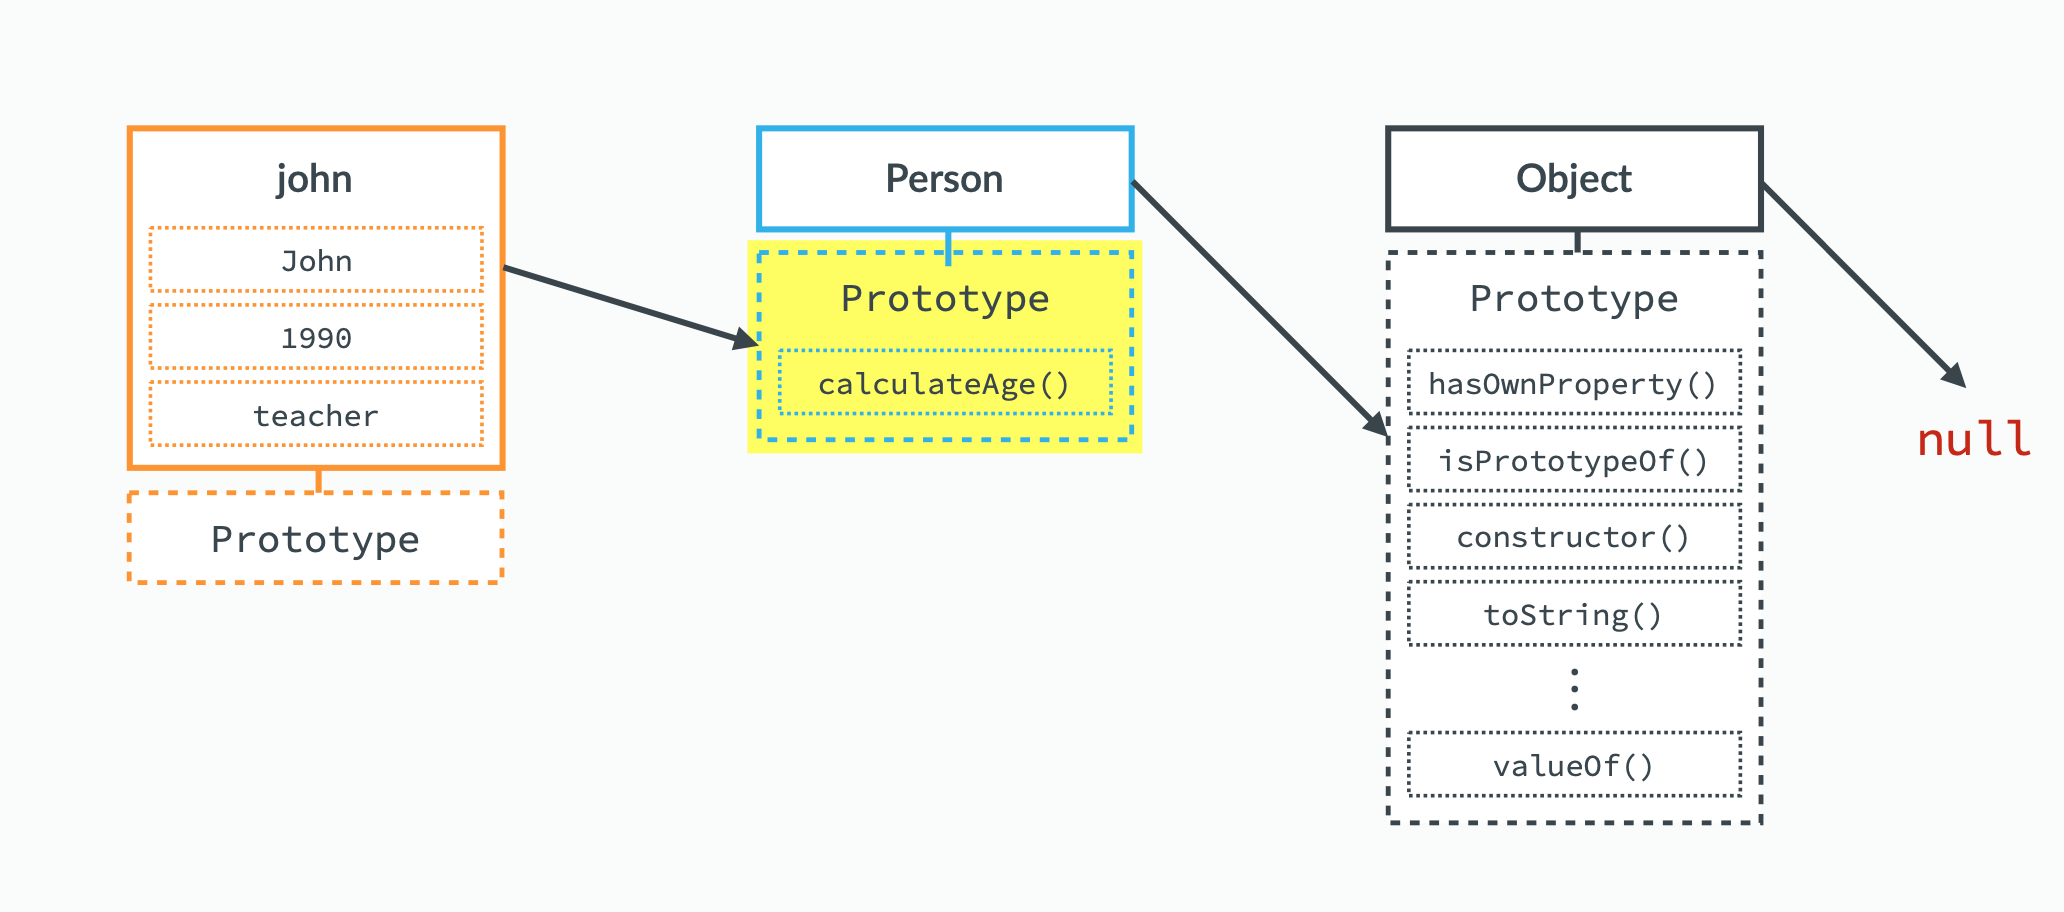 john
John
1990
teacher
Prototype
Person
Prototype
calculateAge()
Object
Prototype
hasOwnProperty()
isPrototypeOf()
constructor()
toString()
valueOf()
null